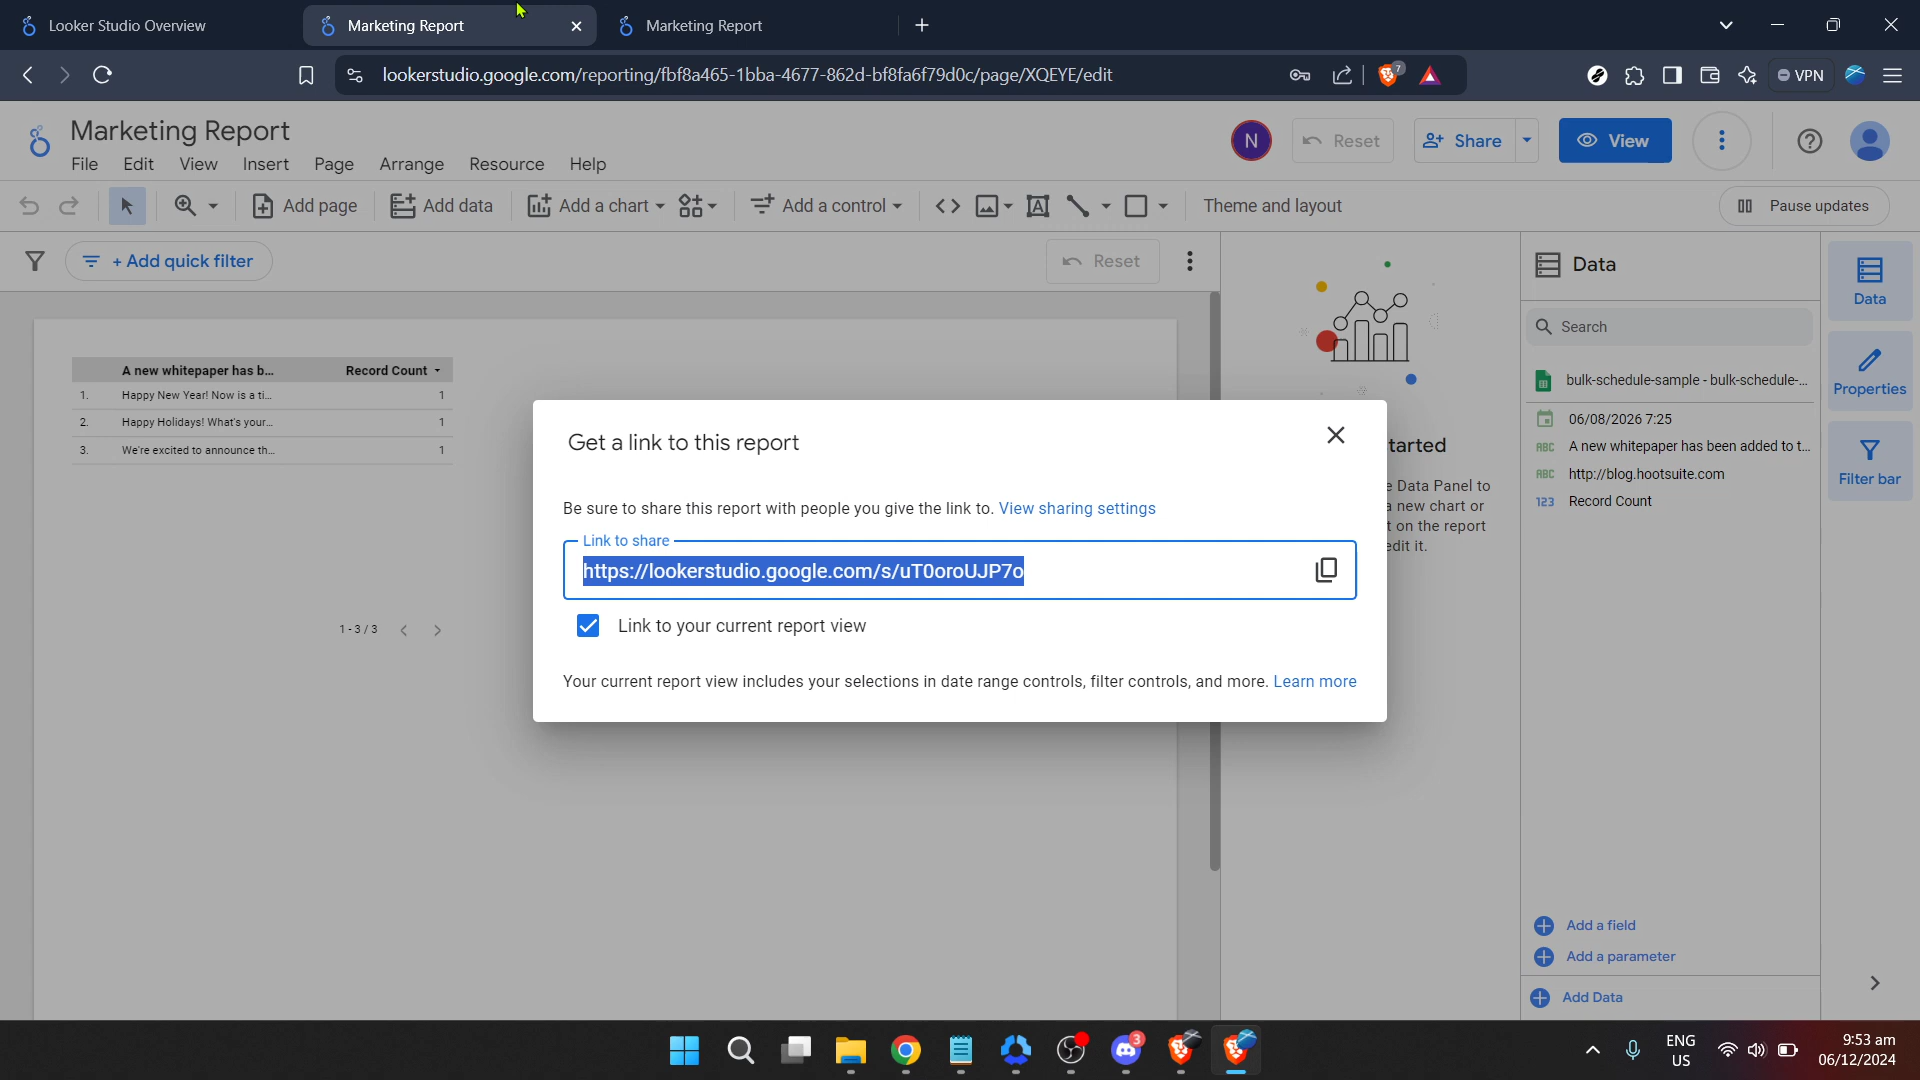 Looker Studio Overview
Marketing Report
Marketing Report
lookerstudio.google.com/reporting/fbf8a465-1bba-4677-862d-bf8fa6f79d0c/page/XQEYE/edit
7
VPN
Marketing Report
N
Reset
Share
View
File Edit View Insert Page Arrange Resource Help
Add page
Add data
Add a chart
Add a control
Theme and layout
Pause updates
+ Add quick filter
Reset
Data
Data
Search
Properties
Filter bar
bulk-schedule-sample - bulk-schedule-...
06/08/2026 7:25
ABC A new whitepaper has been added to t...
ABC http://blog.hootsuite.com
123 Record Count
A new whitepaper has b... Record Count
1. Happy New Year! Now is a ti... 1
2. Happy Holidays! What's your... 1
3. We're excited to announce th... 1
1 - 3 / 3
tarted
e Data Panel to
a new chart or
t on the report
edit it.
Get a link to this report
Be sure to share this report with people you give the link to. View sharing settings
Link to share
https://lookerstudio.google.com/s/uT0oroUJP7o
Link to your current report view
Your current report view includes your selections in date range controls, filter controls, and more. Learn more
Add a field
Add a parameter
Add Data
3
ENG
US
9:53 am
06/12/2024